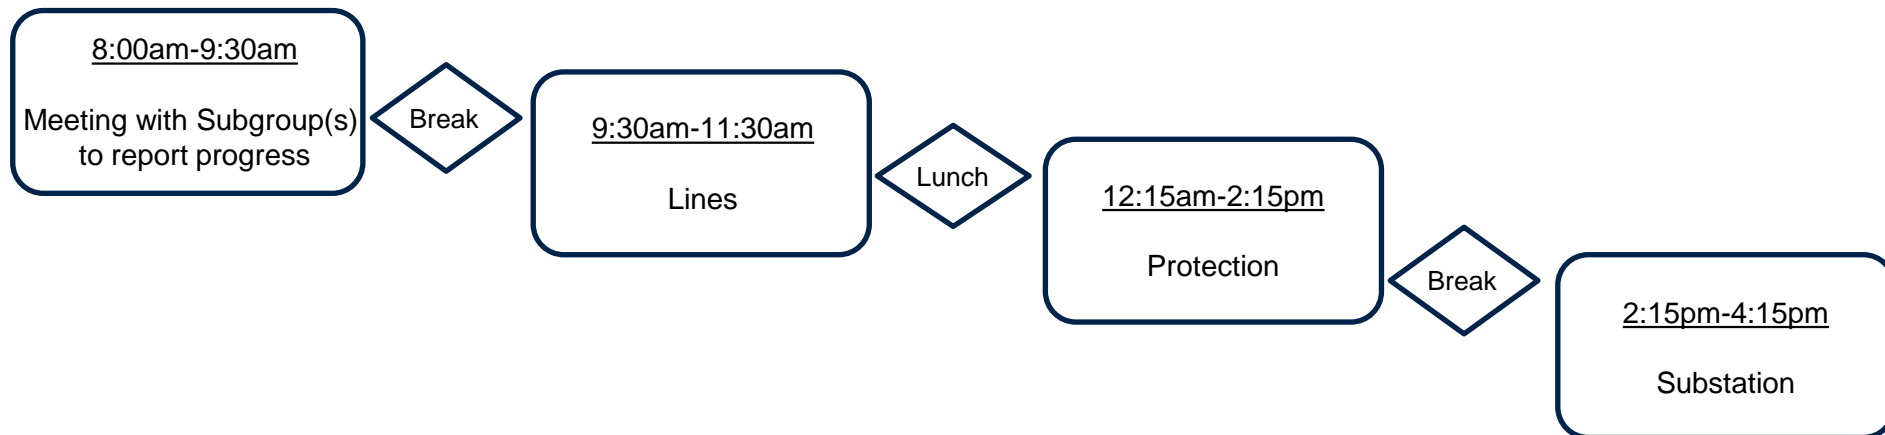 8:00am-9:30am
Meeting with Subgroup(s)
to report progress
Break
9:30am-11:30am
Lines
Lunch
12:15am-2:15pm
Protection
Break
2:15pm-4:15pm
Substation